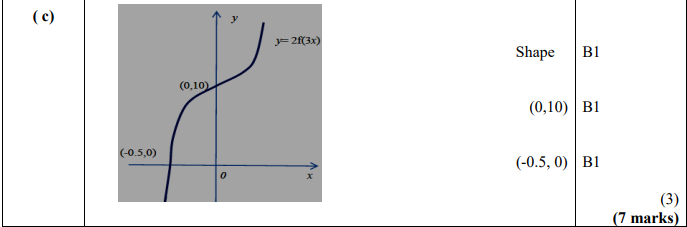 (c)
y
y= 2f(3x)
(0,10)
(-0.5,0)
0
x
Shape B1
(0,10) B1
(-0.5, 0) B1
(3)
(7 marks)